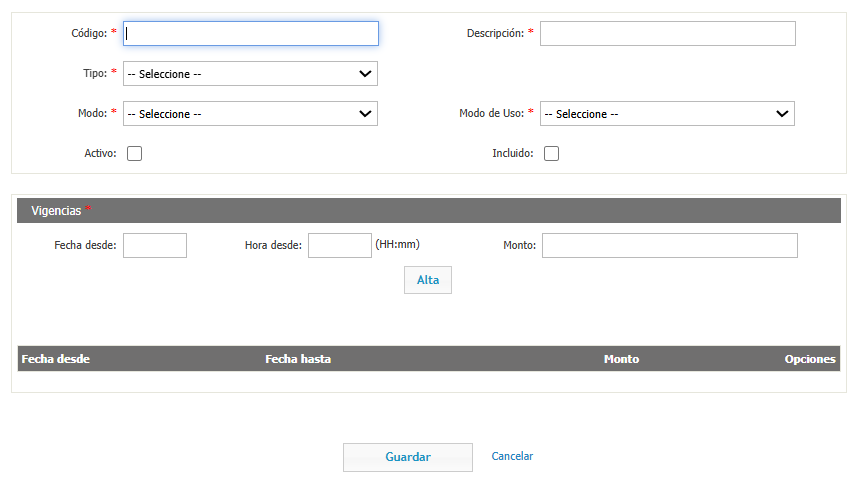 Código: * Descripción: *
Tipo: * -- Seleccione --
Modo: * -- Seleccione -- Modo de Uso: * -- Seleccione --
Activo: Incluido:
Vigencias *
Fecha desde: Hora desde: (HH:mm) Monto:
Alta
Fecha desde Fecha hasta Monto Opciones
Guardar Cancelar